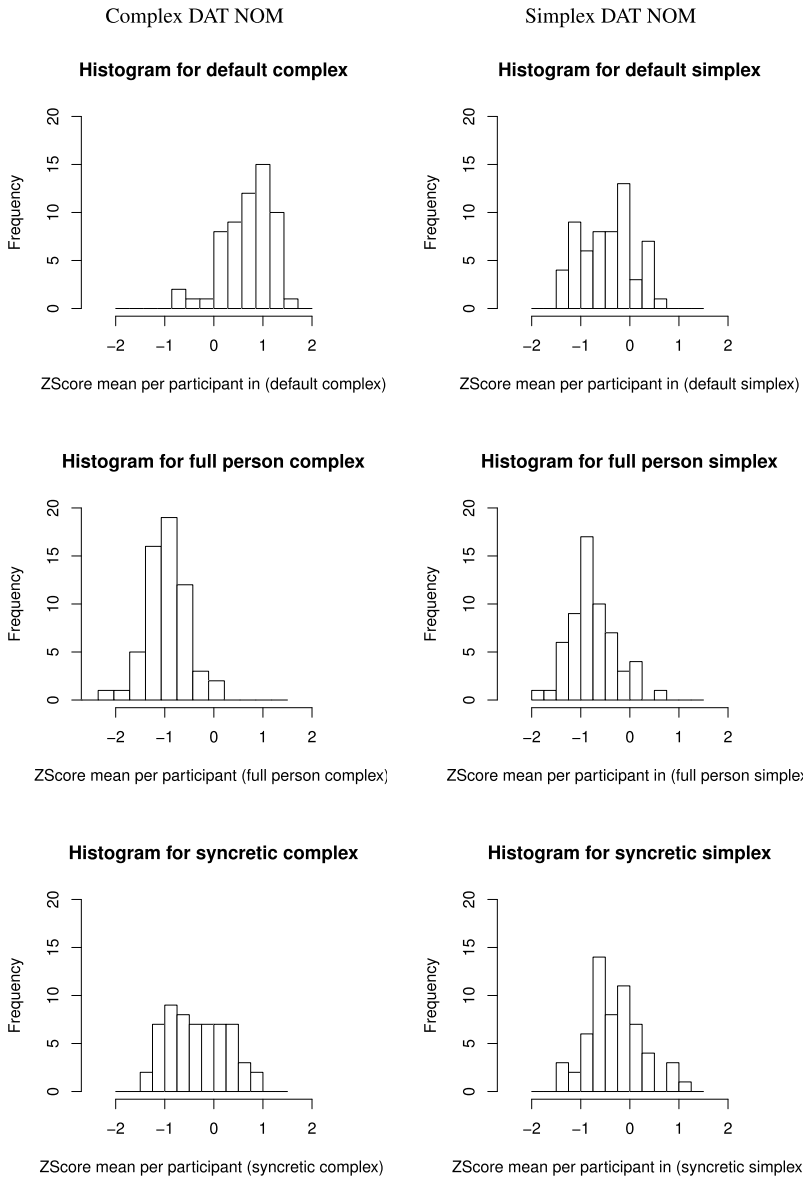 Complex DAT NOM
Simplex DAT NOM
Histogram for default complex
Frequency
0 5 10 15 20
−2 −1 0 1 2
ZScore mean per participant in (default complex)
Histogram for default simplex
Frequency
0 5 10 15 20
−2 −1 0 1 2
ZScore mean per participant in (default simplex)
Histogram for full person complex
Frequency
0 5 10 15 20
−2 −1 0 1 2
ZScore mean per participant (full person complex)
Histogram for full person simplex
Frequency
0 5 10 15 20
−2 −1 0 1 2
ZScore mean per participant in (full person simplex
Histogram for syncretic complex
Frequency
0 5 10 15 20
−2 −1 0 1 2
ZScore mean per participant (syncretic complex)
Histogram for syncretic simplex
Frequency
0 5 10 15 20
−2 −1 0 1 2
ZScore mean per participant in (syncretic simplex